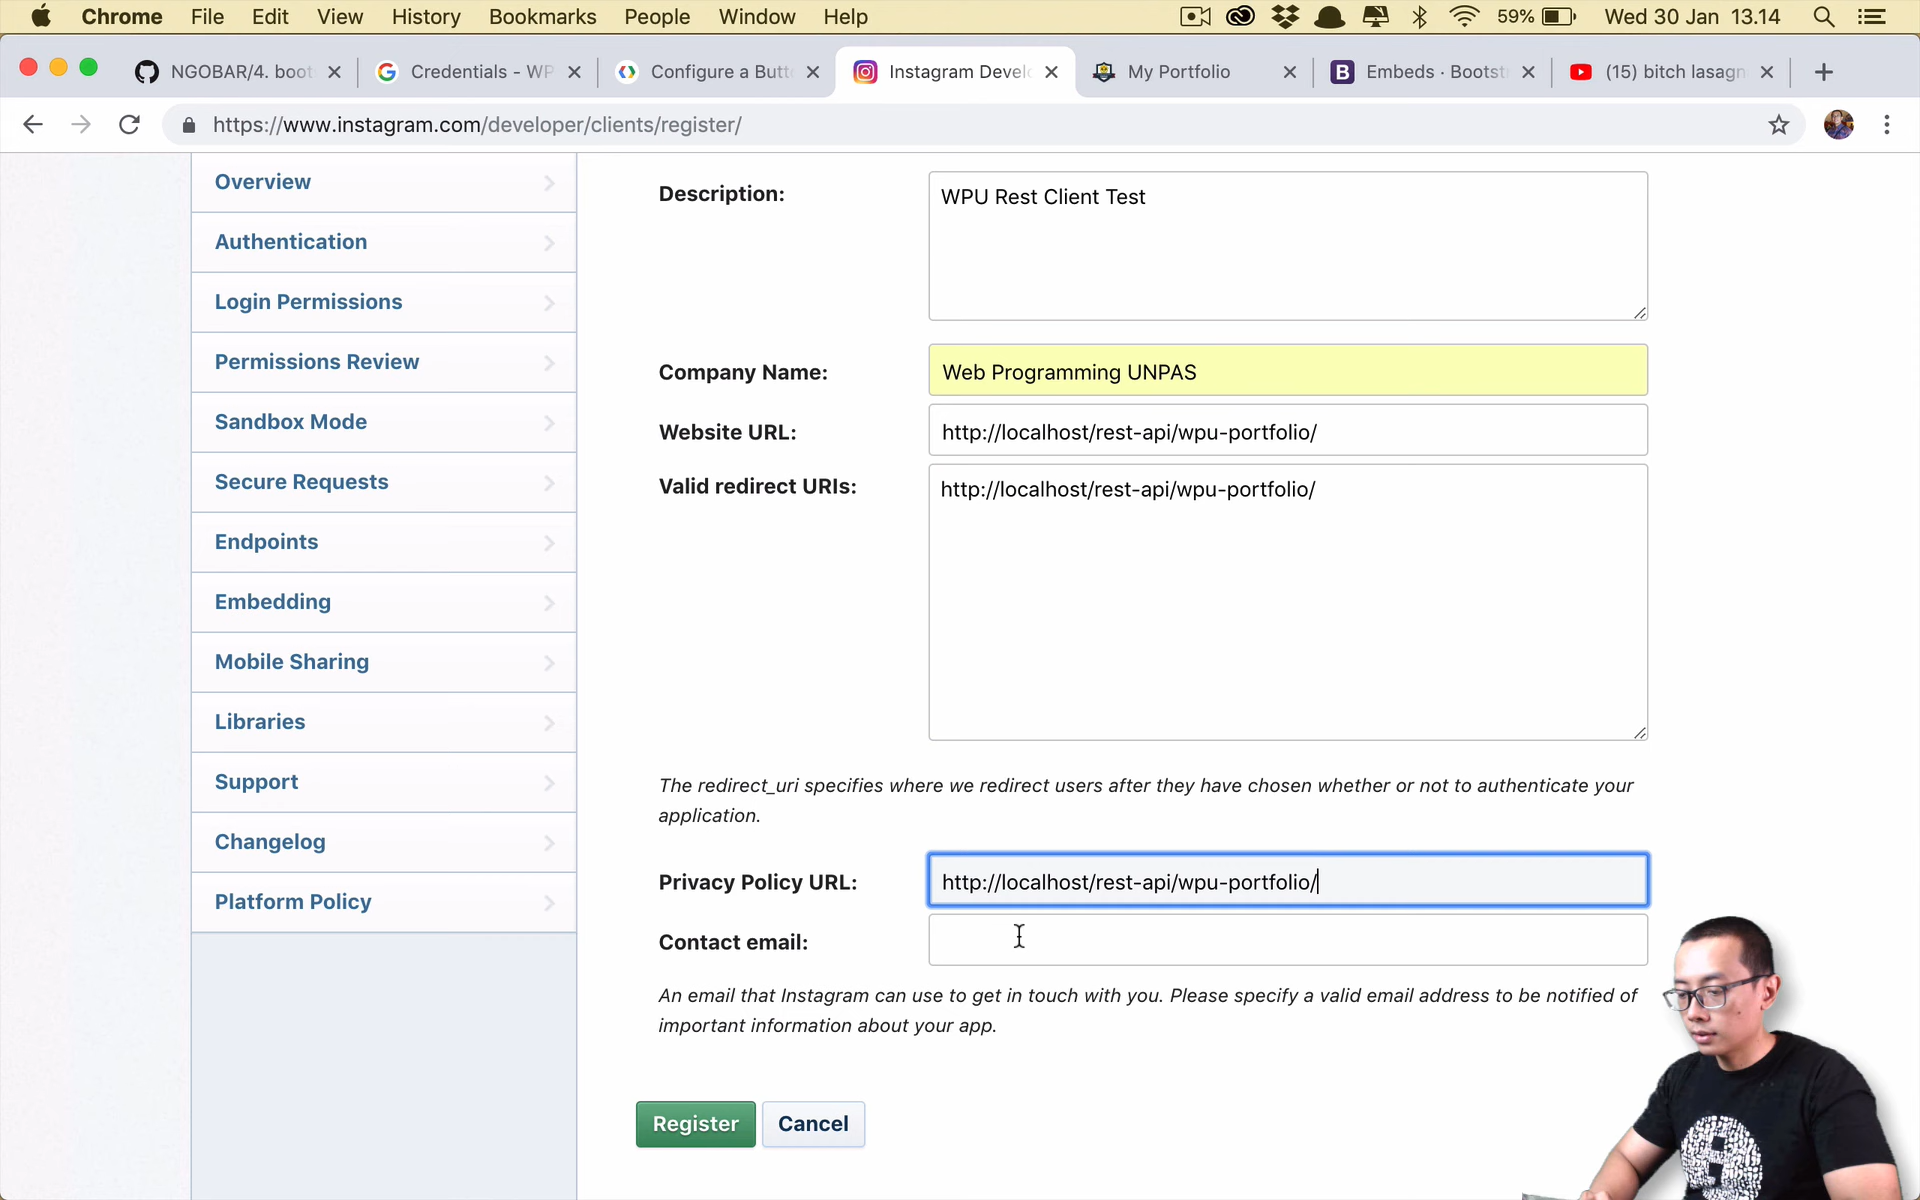 Chrome File Edit View History Bookmarks People Window Help 59% Wed 30 Jan 13.14
NGOBAR/4. boot Credentials - WP Configure a Butt Instagram Devel My Portfolio Embeds · Bootst (15) bitch lasagn
https://www.instagram.com/developer/clients/register/
Overview
Authentication
Login Permissions
Permissions Review
Sandbox Mode
Secure Requests
Endpoints
Embedding
Mobile Sharing
Libraries
Support
Changelog
Platform Policy
Description: WPU Rest Client Test
Company Name: Web Programming UNPAS
Website URL: http://localhost/rest-api/wpu-portfolio/
Valid redirect URIs: http://localhost/rest-api/wpu-portfolio/
The redirect_uri specifies where we redirect users after they have chosen whether or not to authenticate your
application.
Privacy Policy URL: http://localhost/rest-api/wpu-portfolio/
Contact email:
An email that Instagram can use to get in touch with you. Please specify a valid email address to be notified of
important information about your app.
Register Cancel